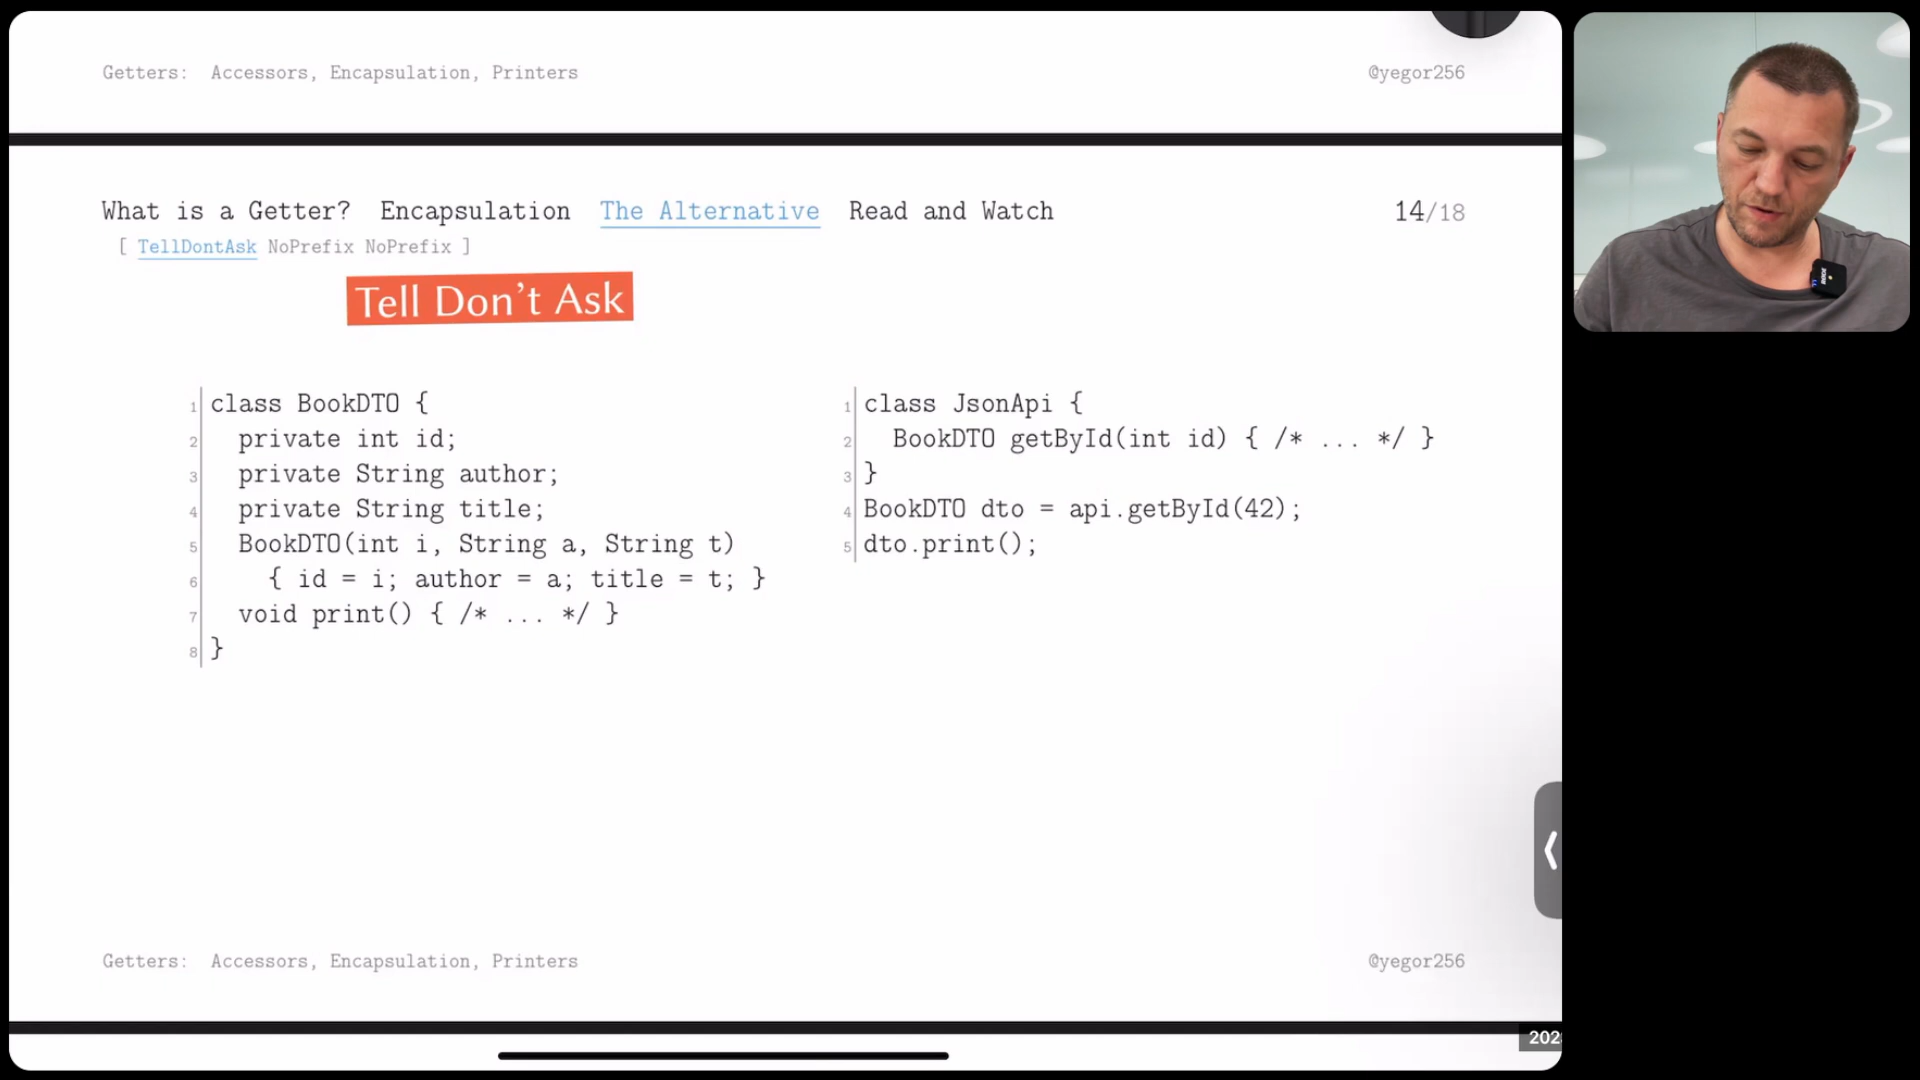 Getters: Accessors, Encapsulation, Printers @yegor256
What is a Getter? Encapsulation The Alternative Read and Watch 14/18
[ TellDontAsk NoPrefix NoPrefix ]
Tell Don't Ask
1 class BookDTO {
2 private int id;
3 private String author;
4 private String title;
5 BookDTO(int i, String a, String t)
6 { id = i; author = a; title = t; }
7 void print() { /* ... */ }
8 }
1 class JsonApi {
2 BookDTO getById(int id) { /* ... */ }
3 }
4 BookDTO dto = api.getById(42);
5 dto.print();
Getters: Accessors, Encapsulation, Printers @yegor256